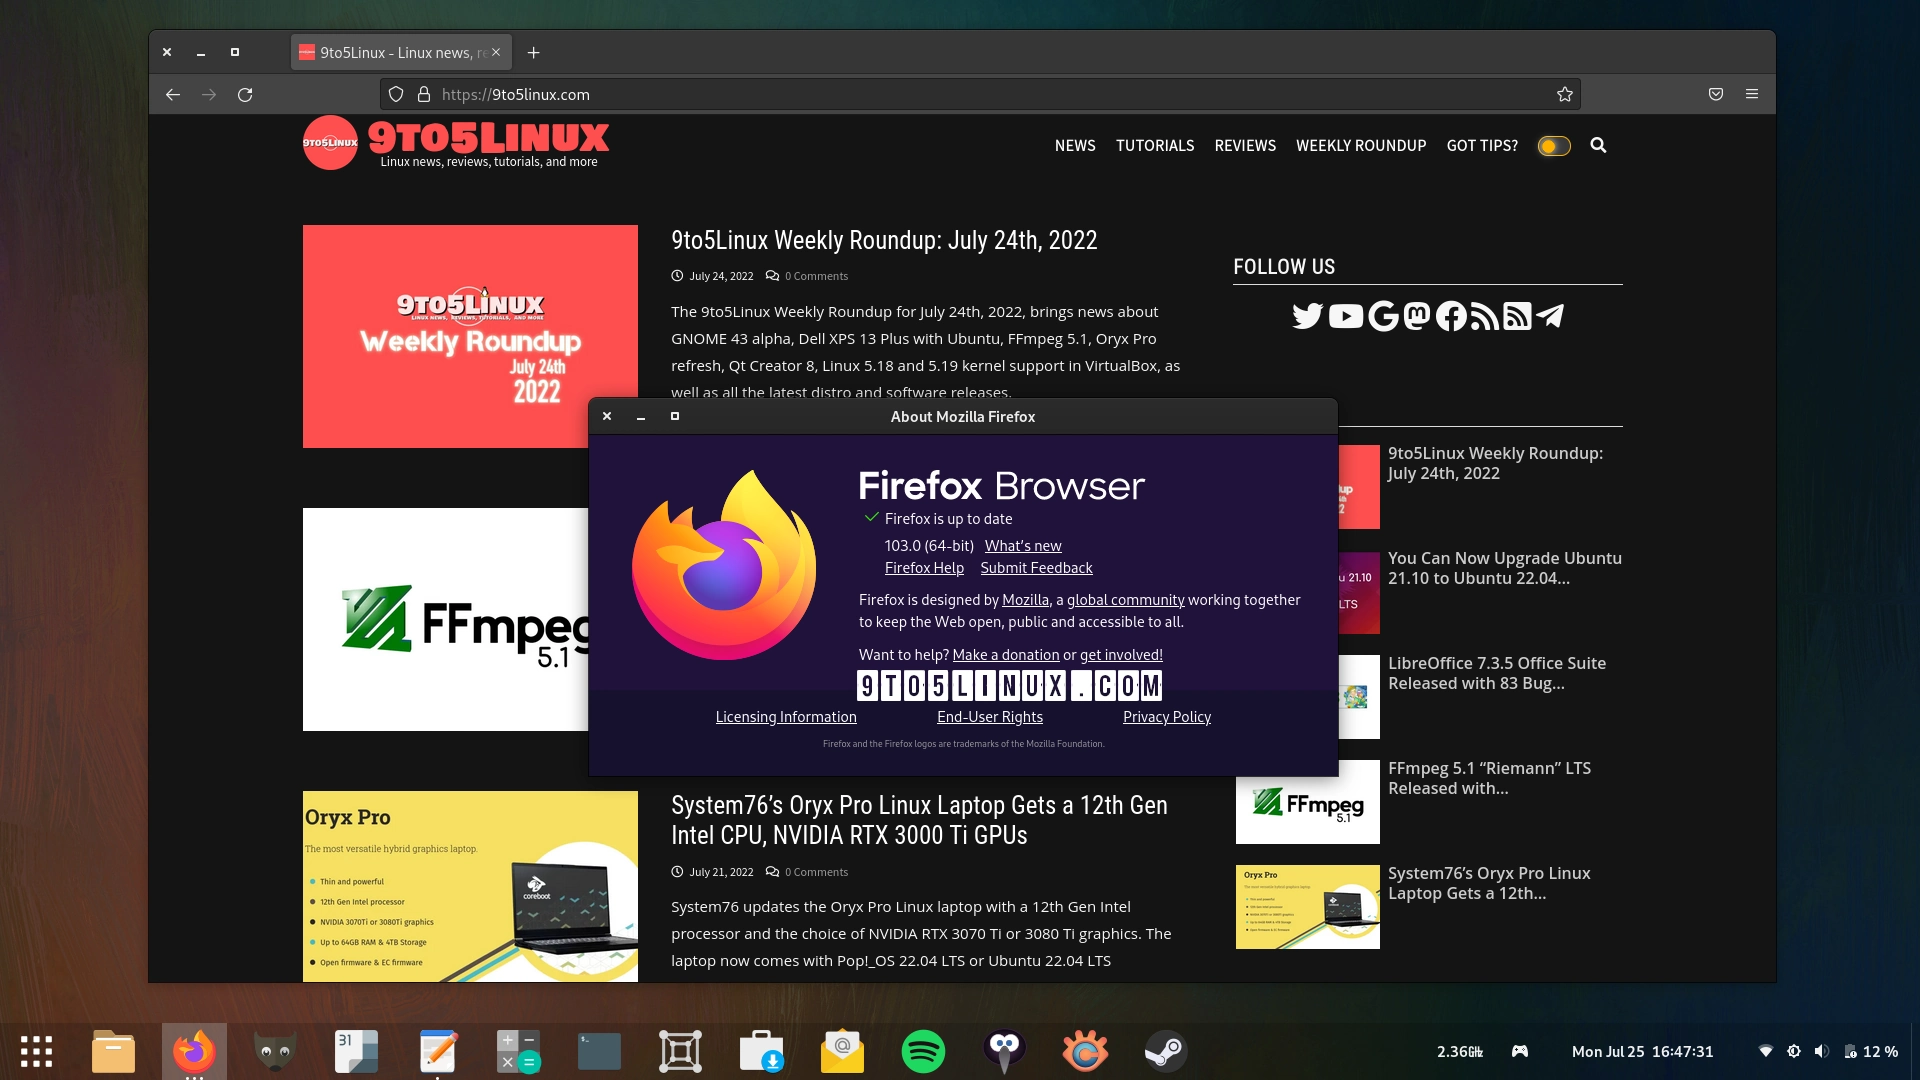 9to5Linux - Linux news, re
https://9to5linux.com
9TO5LINUX
9TO5LINUX
Linux news, reviews, tutorials, and more
NEWS TUTORIALS REVIEWS WEEKLY ROUNDUP GOT TIPS?
9TO5LINUX
LINUX NEWS, REVIEWS, TUTORIALS, AND MORE
Weekly Roundup
July 24th
2022
9to5Linux Weekly Roundup: July 24th, 2022
July 24, 2022 0 Comments
The 9to5Linux Weekly Roundup for July 24th, 2022, brings news about
GNOME 43 alpha, Dell XPS 13 Plus with Ubuntu, FFmpeg 5.1, Oryx Pro
refresh, Qt Creator 8, Linux 5.18 and 5.19 kernel support in VirtualBox, as
well as all the latest distro and software releases.
FOLLOW US
About Mozilla Firefox
Firefox Browser
Firefox is up to date
103.0 (64-bit) What's new
Firefox Help Submit Feedback
Firefox is designed by Mozilla, a global community working together
to keep the Web open, public and accessible to all.
Want to help? Make a donation or get involved!
9TO5LINUX.COM
Licensing Information End-User Rights Privacy Policy
Firefox and the Firefox logos are trademarks of the Mozilla Foundation.
FFmpeg
5.1
9to5Linux Weekly Roundup:
July 24th, 2022
21.10
LTS
You Can Now Upgrade Ubuntu
21.10 to Ubuntu 22.04...
LibreOffice 7.3.5 Office Suite
Released with 83 Bug...
FFmpeg
5.1
FFmpeg 5.1 “Riemann” LTS
Released with...
Oryx Pro
System76’s Oryx Pro Linux
Laptop Gets a 12th...
Oryx Pro
The most versatile hybrid graphics laptop.
Thin and powerful
12th Gen Intel processor
NVIDIA 3070Ti or 3080Ti graphics
Up to 64GB RAM & 4TB Storage
Open firmware & EC firmware
coreboot
System76’s Oryx Pro Linux Laptop Gets a 12th Gen
Intel CPU, NVIDIA RTX 3000 Ti GPUs
July 21, 2022 0 Comments
System76 updates the Oryx Pro Linux laptop with a 12th Gen Intel
processor and the choice of NVIDIA RTX 3070 Ti or 3080 Ti graphics. The
laptop now comes with Pop!_OS 22.04 LTS or Ubuntu 22.04 LTS
31
2.36GHz Mon Jul 25 16:47:31 12 %